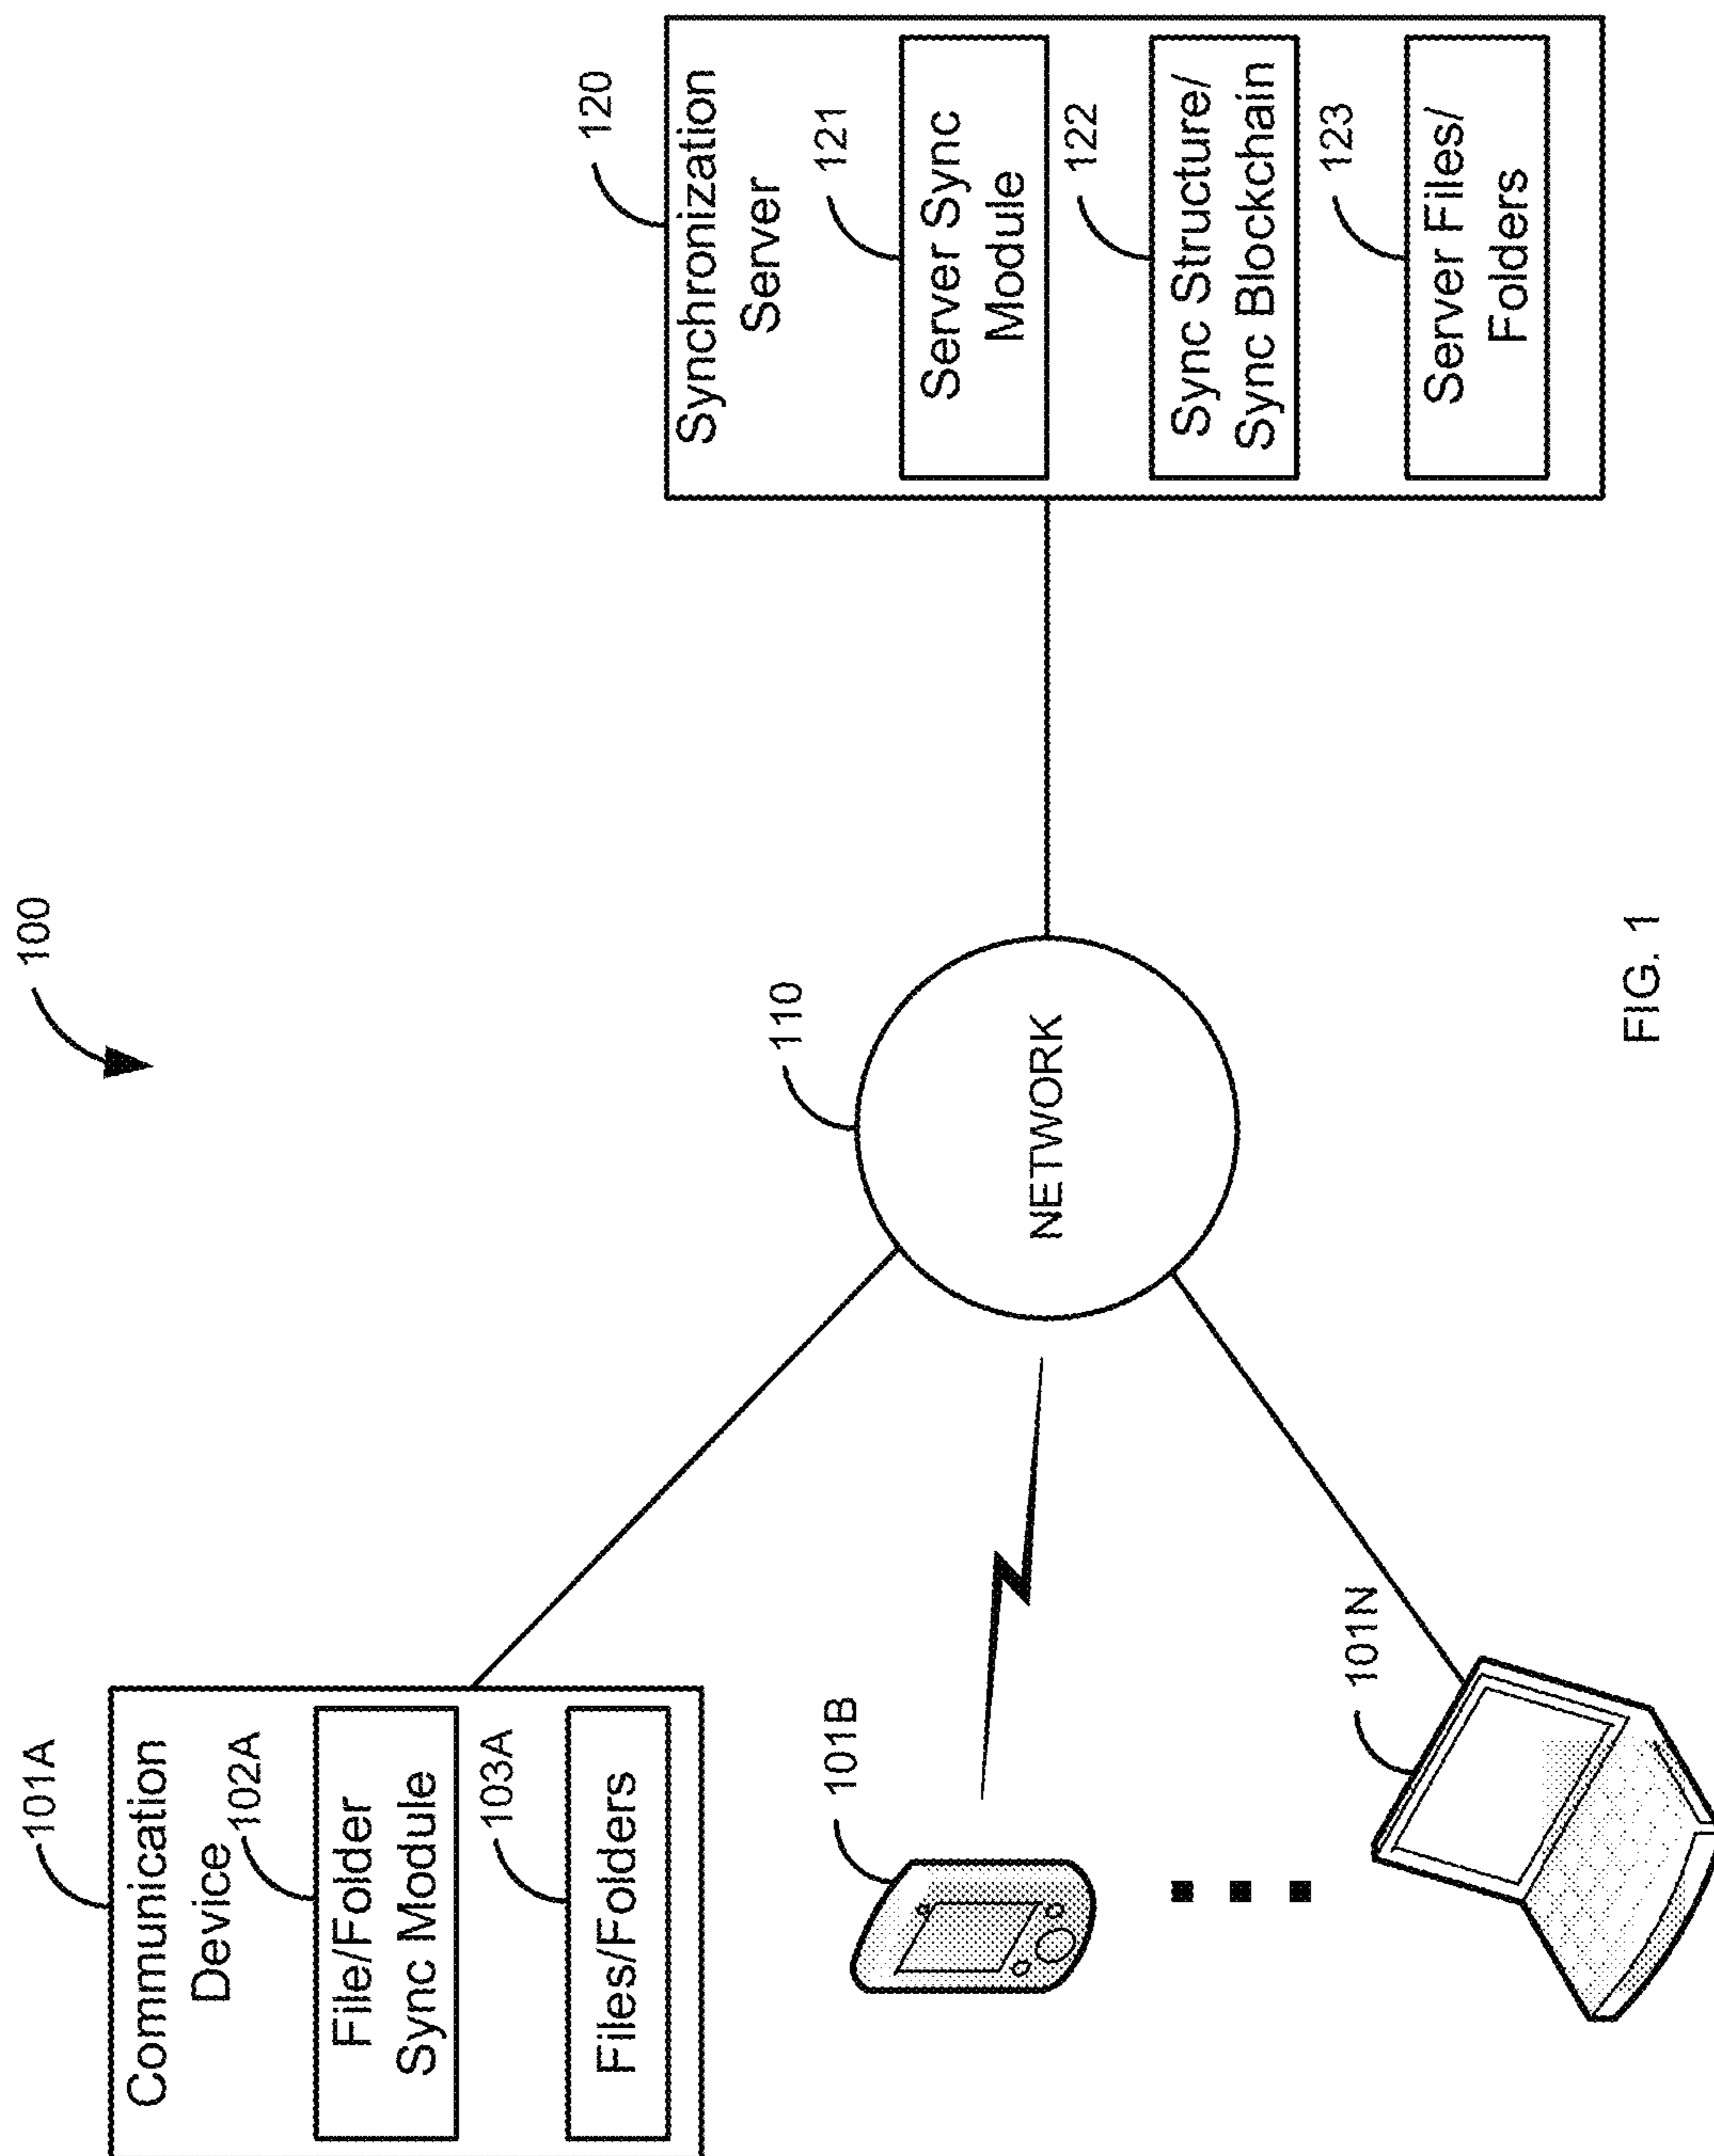 100
101A
Communication
Device
102A
File/Folder
Sync Module
103A
Files/Folders
101B
101N
110
NETWORK
120
Synchronization
Server
121
Server Sync
Module
122
Sync Structure/
Sync Blockchain
123
Server Files/
Folders
FIG. 1